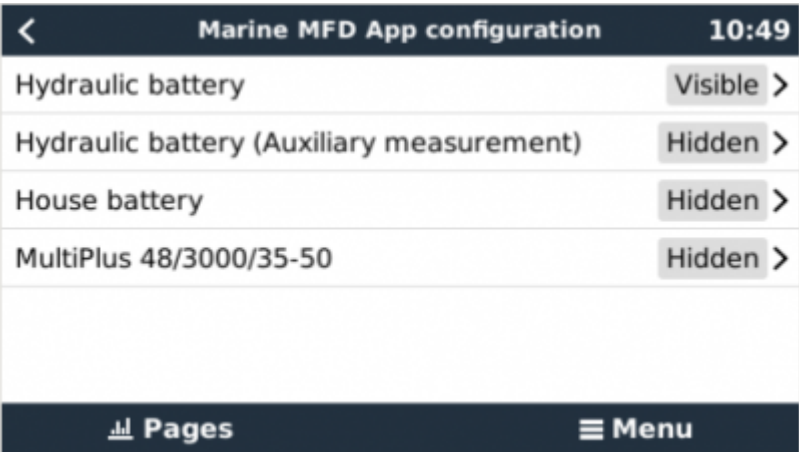 Marine MFD App configuration 10:49
Hydraulic battery Visible
Hydraulic battery (Auxiliary measurement) Hidden
House battery Hidden
MultiPlus 48/3000/35-50 Hidden
Pages Menu